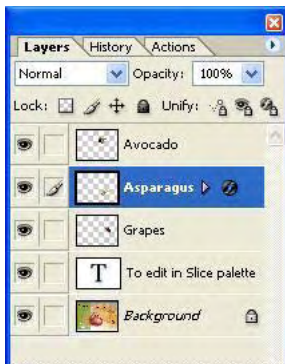 Layers History Actions
Normal Opacity: 100%
Lock: Unify:
Avocado
Asparagus
Grapes
T To edit in Slice palette
Background